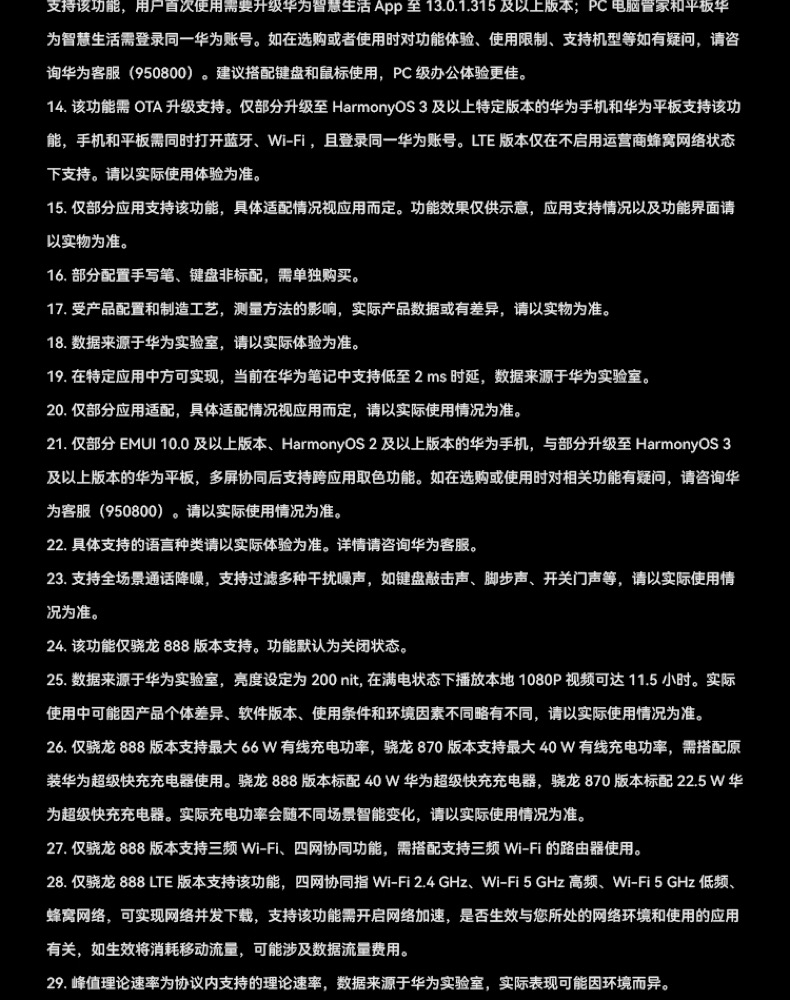 支持该功能，用户首次使用需要升级华为智慧生活 App 至 13.0.1.315 及以上版本；PC 电脑管家和平板华
为智慧生活需登录同一华为账号。如在选购或者使用时对功能体验、使用限制、支持机型等如有疑问，请咨
询华为客服（950800）。建议搭配键盘和鼠标使用，PC 级办公体验更佳。
14. 该功能需 OTA 升级支持。仅部分升级至 HarmonyOS 3 及以上特定版本的华为手机和华为平板支持该功
能，手机和平板需同时打开蓝牙、Wi-Fi ，且登录同一华为账号。LTE 版本仅在不启用运营商蜂窝网络状态
下支持。请以实际使用体验为准。
15. 仅部分应用支持该功能，具体适配情况视应用而定。功能效果仅供示意，应用支持情况以及功能界面请
以实物为准。
16. 部分配置手写笔、键盘非标配，需单独购买。
17. 受产品配置和制造工艺，测量方法的影响，实际产品数据或有差异，请以实物为准。
18. 数据来源于华为实验室，请以实际体验为准。
19. 在特定应用中方可实现，当前在华为笔记中支持低至 2 ms 时延，数据来源于华为实验室。
20. 仅部分应用适配，具体适配情况视应用而定，请以实际使用情况为准。
21. 仅部分 EMUI 10.0 及以上版本、HarmonyOS 2 及以上版本的华为手机，与部分升级至 HarmonyOS 3
及以上版本的华为平板，多屏协同后支持跨应用取色功能。如在选购或使用时对相关功能有疑问，请咨询华
为客服（950800）。请以实际使用情况为准。
22. 具体支持的语言种类请以实际体验为准。详情请咨询华为客服。
23. 支持全场景通话降噪，支持过滤多种干扰噪声，如键盘敲击声、脚步声、开关门声等，请以实际使用情
况为准。
24. 该功能仅骁龙 888 版本支持。功能默认为关闭状态。
25. 数据来源于华为实验室，亮度设定为 200 nit, 在满电状态下播放本地 1080P 视频可达 11.5 小时。实际
使用中可能因产品个体差异、软件版本、使用条件和环境因素不同略有不同，请以实际使用情况为准。
26. 仅骁龙 888 版本支持最大 66 W 有线充电功率，骁龙 870 版本支持最大 40 W 有线充电功率，需搭配原
装华为超级快充充电器使用。骁龙 888 版本标配 40 W 华为超级快充充电器，骁龙 870 版本标配 22.5 W 华
为超级快充充电器。实际充电功率会随不同场景智能变化，请以实际使用情况为准。
27. 仅骁龙 888 版本支持三频 Wi-Fi、四网协同功能，需搭配支持三频 Wi-Fi 的路由器使用。
28. 仅骁龙 888 LTE 版本支持该功能，四网协同指 Wi-Fi 2.4 GHz、Wi-Fi 5 GHz 高频、Wi-Fi 5 GHz 低频、
蜂窝网络，可实现网络并发下载，支持该功能需开启网络加速，是否生效与您所处的网络环境和使用的应用
有关，如生效将消耗移动流量，可能涉及数据流量费用。
29. 峰值理论速率为协议内支持的理论速率，数据来源于华为实验室，实际表现可能因环境而异。